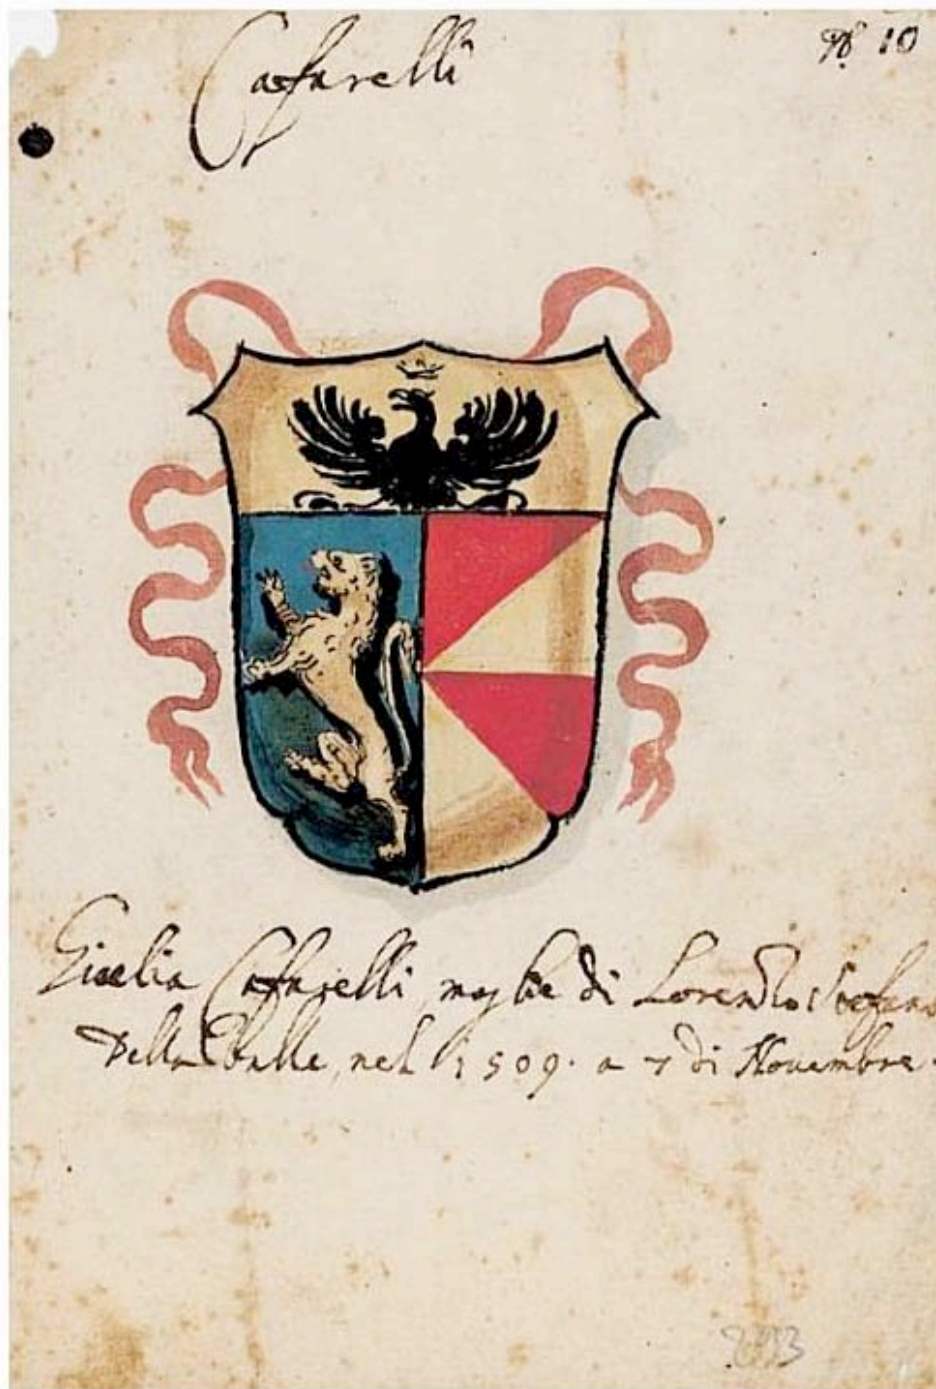 Caffarelli
N.º 10
Giulia Caffarelli moglie di Lorenzo Stefano
Della Valle, nel 1509. a 7 di Novembre.